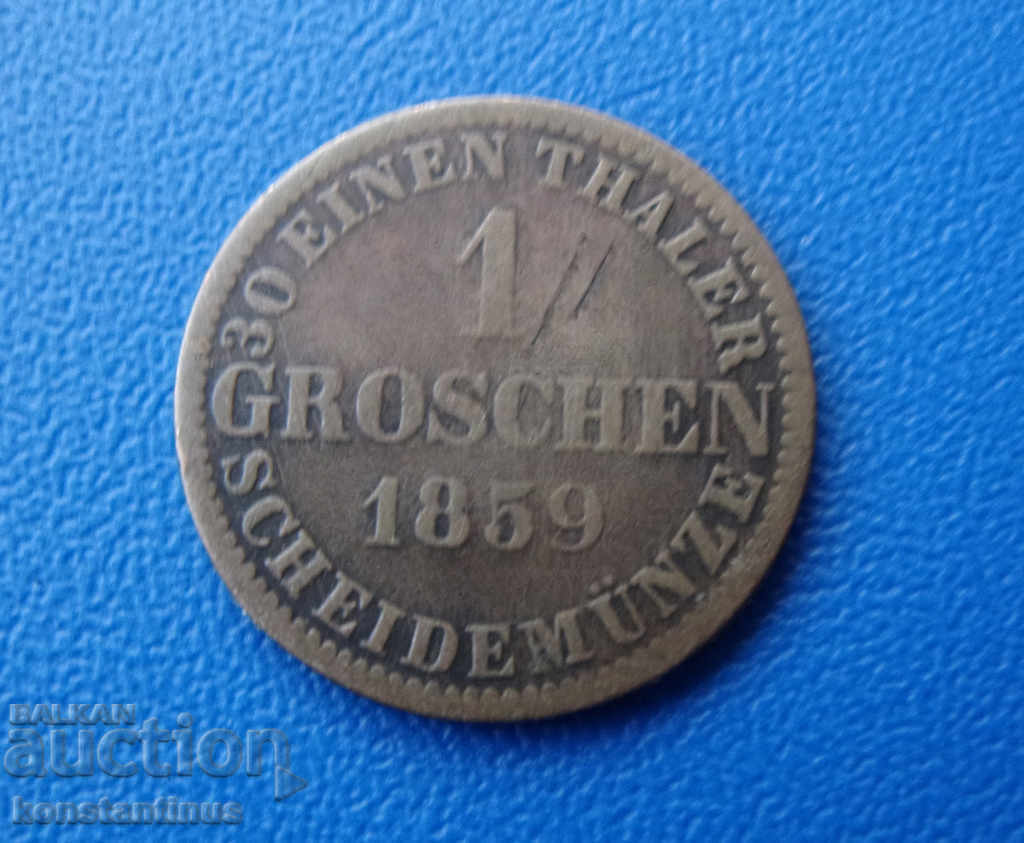 30 EINEN THALER
1
GROSCHEN
1859
SCHEIDEMÜNZE
BALKAN
auction
konstantinus